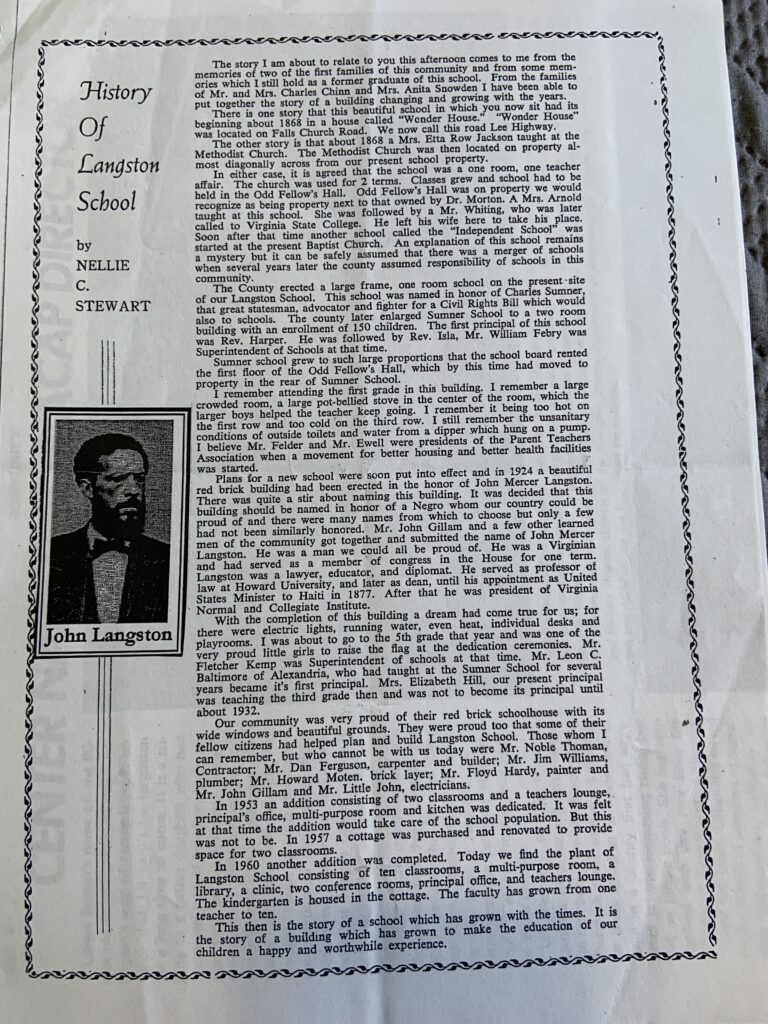 History
Of
Langston
School
by
NELLIE
C.
STEWART
John Langston
The story I am about to relate to you this afternoon comes to me from the
memories of two of the first families of this community and from some mem-
ories which I still hold as a former graduate of this school. From the families
of Mr. and Mrs. Charles Chinn and Mrs. Anita Snowden I have been able to
put together the story of a building changing and growing with the years.
There is one story that this beautiful school in which you now sit had its
beginning about 1868 in a house called "Wonder House." "Wonder House"
was located on Falls Church Road. We now call this road Lee Highway.
The other story is that about 1868 a Mrs. Etta Row Jackson taught at the
Methodist Church. The Methodist Church was then located on property al-
most diagonally across from our present school property.
In either case, it is agreed that the school was a one room, one teacher
affair. The church was used for 2 terms. Classes grew and school had to be
held in the Odd Fellow's Hall. Odd Fellow's Hall was on property we would
recognize as being property next to that owned by Dr. Morton. A Mrs. Arnold
taught at this school. She was followed by a Mr. Whiting, who was later
called to Virginia State College. He left his wife here to take his place.
Soon after that time another school called the "Independent School" was
started at the present Baptist Church. An explanation of this school remains
a mystery but it can be safely assumed that there was a merger of schools
when several years later the county assumed responsibility of schools in this
community.
The County erected a large frame, one room school on the present site
of our Langston School. This school was named in honor of Charles Sumner,
that great statesman, advocator and fighter for a Civil Rights Bill which would
also to schools. The county later enlarged Sumner School to a two room
building with an enrollment of 150 children. The first principal of this school
was Rev. Harper. He was followed by Rev. Isla, Mr. William Febry was
Superintendent of Schools at that time.
Sumner school grew to such large proportions that the school board rented
the first floor of the Odd Fellow's Hall, which by this time had moved to
property in the rear of Sumner School.
I remember attending the first grade in this building. I remember a large
crowded room, a large pot-bellied stove in the center of the room, which the
larger boys helped the teacher keep going. I remember it being too hot on
the first row and too cold on the third row. I still remember the unsanitary
conditions of outside toilets and water from a dipper which hung on a pump.
I believe Mr. Felder and Mr. Ewell were presidents of the Parent Teachers
Association when a movement for better housing and better health facilities
was started.
Plans for a new school were soon put into effect and in 1924 a beautiful
red brick building had been erected in the honor of John Mercer Langston.
There was quite a stir about naming this building. It was decided that this
building should be named in honor of a Negro whom our country could be
proud of and there were many names from which to choose but only a few
had not been similarly honored. Mr. John Gillam and a few other learned
men of the community got together and submitted the name of John Mercer
Langston. He was a man we could all be proud of. He was a Virginian
and had served as a member of congress in the House for one term.
Langston was a lawyer, educator, and diplomat. He served as professor of
law at Howard University, and later as dean, until his appointment as United
States Minister to Haiti in 1877. After that he was president of Virginia
Normal and Collegiate Institute.
With the completion of this building a dream had come true for us; for
there were electric lights, running water, even heat, individual desks and
playrooms. I was about to go to the 5th grade that year and was one of the
very proud little girls to raise the flag at the dedication ceremonies. Mr.
Fletcher Kemp was Superintendent of schools at that time. Mr. Leon C.
Baltimore of Alexandria, who had taught at the Sumner School for several
years became it's first principal. Mrs. Elizabeth Hill, our present principal
was teaching the third grade then and was not to become its principal until
about 1932.
Our community was very proud of their red brick schoolhouse with its
wide windows and beautiful grounds. They were proud too that some of their
fellow citizens had helped plan and build Langston School. Those whom I
can remember, but who cannot be with us today were Mr. Noble Thoman,
Contractor; Mr. Dan Ferguson, carpenter and builder; Mr. Jim Williams,
plumber; Mr. Howard Moten. brick layer; Mr. Floyd Hardy, painter and
Mr. John Gillam and Mr. Little John, electricians.
In 1953 an addition consisting of two classrooms and a teachers lounge,
principal's office, multi-purpose room and kitchen was dedicated. It was felt
at that time the addition would take care of the school population. But this
was not to be. In 1957 a cottage was purchased and renovated to provide
space for two classrooms.
In 1960 another addition was completed. Today we find the plant of
Langston School consisting of ten classrooms, a multi-purpose room, a
library, a clinic, two conference rooms, principal office, and teachers lounge.
The kindergarten is housed in the cottage. The faculty has grown from one
teacher to ten.
This then is the story of a school which has grown with the times. It is
the story of a building which has grown to make the education of our
children a happy and worthwhile experience.